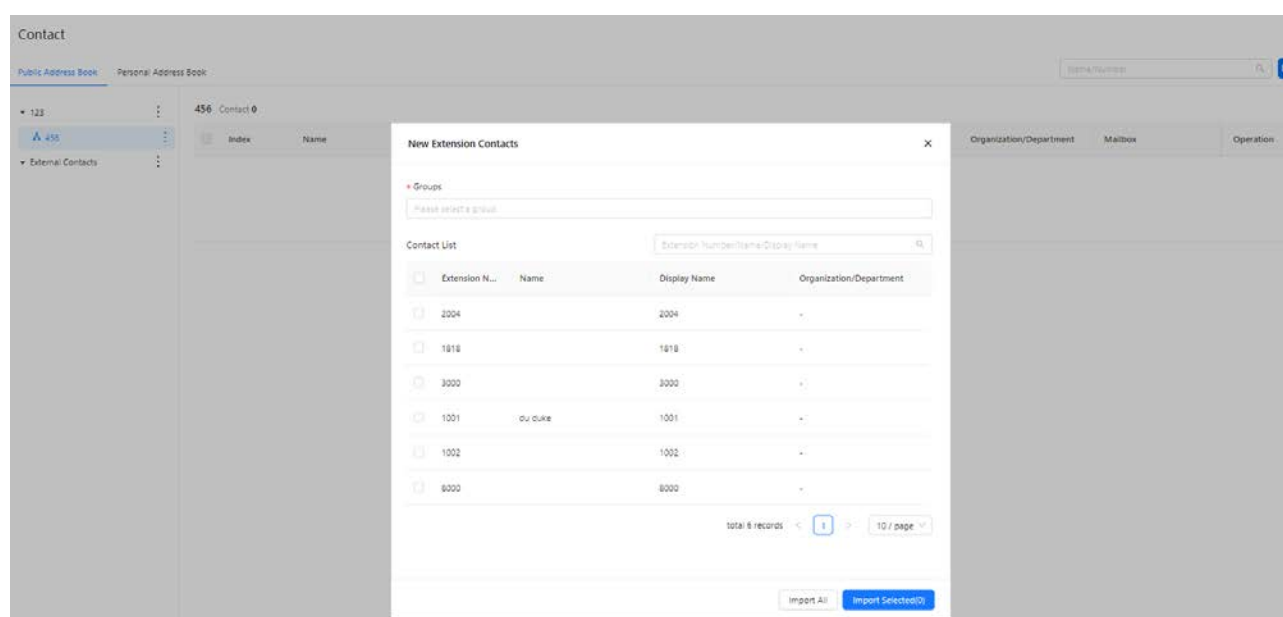 Contact
Public Address Book Personal Address Book Name/Number
123
456 Contact 0
456
Index Name Organization/Department Mailbox Operation
External Contacts
New Extension Contacts
* Groups
Please select a group
Contact List Extension Number/Name/Display Name
Extension N... Name Display Name Organization/Department
2004 2004 -
1818 1818 -
3000 3000 -
1001 du duke 1001 -
1002 1002 -
8000 8000 -
total 6 records < 1 > 10 / page
Import All Import Selected(0)